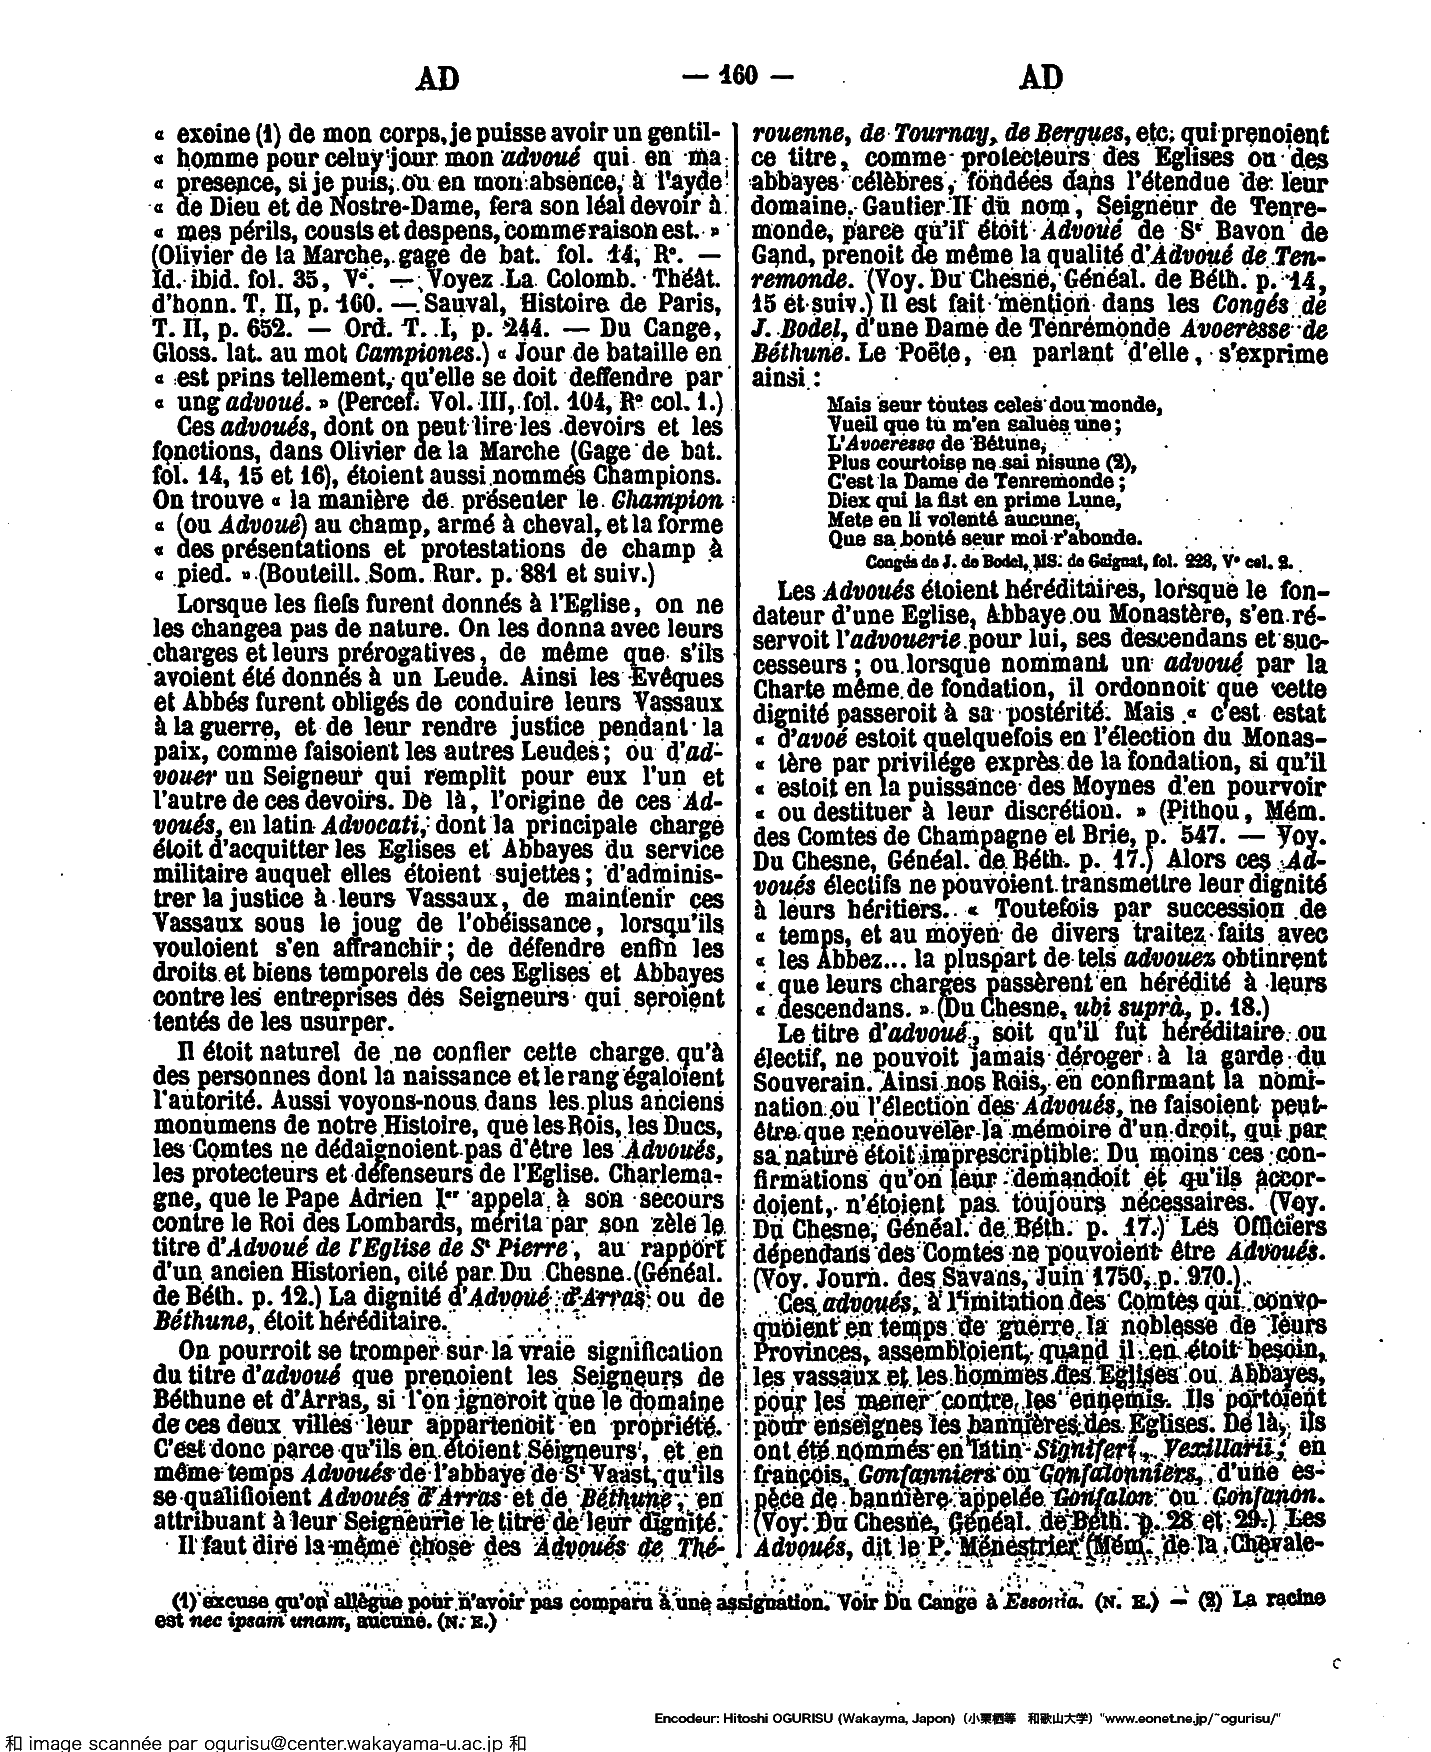 AD — 160 — AD
« exoine (1) de mon corps, je puisse avoir un gentil-
« homme pour celuy jour mon advoué qui en ma
« presence, si je puis, ou en mon absence, à l'ayde
« de Dieu et de Nostre-Dame, fera son léal devoir à
« mes périls, cousts et despens, comme raison est. »
(Olivier de la Marche, gage de bat. fol. 14, R°. —
Id. ibid. fol. 35, V°. — Voyez La Colomb. Théât.
d'honn. T. II, p. 160. — Sauval, Histoire de Paris,
T. II, p. 652. — Ord. T. I, p. 244. — Du Cange,
Gloss. lat. au mot Campiones.) « Jour de bataille en
« est prins tellement, qu'elle se doit deffendre par
« ung advoué. » (Percef. Vol. III, fol. 104, R° col. 1.)
Ces advoués, dont on peut lire les devoirs et les
fonctions, dans Olivier de la Marche (Gage de bat.
fol. 14, 15 et 16), étoient aussi nommés Champions.
On trouve « la manière de présenter le Champion
« (ou Advoué) au champ, armé à cheval, et la forme
« des présentations et protestations de champ à
« pied. » (Bouteill. Som. Rur. p. 881 et suiv.)
Lorsque les fiefs furent donnés à l'Eglise, on ne
les changea pas de nature. On les donna avec leurs
charges et leurs prérogatives, de même que s'ils
avoient été donnés à un Leude. Ainsi les Evêques
et Abbés furent obligés de conduire leurs Vassaux
à la guerre, et de leur rendre justice pendant la
paix, comme faisoient les autres Leudes; ou d'ad-
vouer un Seigneur qui remplit pour eux l'un et
l'autre de ces devoirs. De là, l'origine de ces Ad-
voués, en latin Advocati, dont la principale charge
étoit d'acquitter les Eglises et Abbayes du service
militaire auquel elles étoient sujettes; d'adminis-
trer la justice à leurs Vassaux, de maintenir ces
Vassaux sous le joug de l'obéissance, lorsqu'ils
vouloient s'en affranchir; de défendre enfin les
droits et biens temporels de ces Eglises et Abbayes
contre les entreprises des Seigneurs qui seroient
tentés de les usurper.
Il étoit naturel de ne confier cette charge qu'à
des personnes dont la naissance et le rang égaloient
l'autorité. Aussi voyons-nous dans les plus anciens
monumens de notre Histoire, que les Rois, les Ducs,
les Comtes ne dédaignoient pas d'être les Advoués,
les protecteurs et défenseurs de l'Eglise. Charlema-
gne, que le Pape Adrien Ier appela à son secours
contre le Roi des Lombards, mérita par son zèle le
titre d'Advoué de l'Eglise de St Pierre, au rapport
d'un ancien Historien, cité par Du Chesne. (Généal.
de Béth. p. 12.) La dignité d'Advoué d'Arras ou de
Béthune, étoit héréditaire.
On pourroit se tromper sur la vraie signification
du titre d'advoué que prenoient les Seigneurs de
Béthune et d'Arras, si l'on ignoroit que le domaine
de ces deux villes leur appartenoit en propriété.
C'est donc parce qu'ils en étoient Seigneurs, et en
même temps Advoués de l'abbaye de St Vaast, qu'ils
se qualifioient Advoués d'Arras et de Béthune, en
attribuant à leur Seigneurie le titre de leur dignité.
Il faut dire la même chose des Advoués de Thé-
rouenne, de Tournay, de Bergues, etc. qui prenoient
ce titre, comme protecteurs des Eglises ou des
abbayes célèbres, fondées dans l'étendue de leur
domaine. Gautier II du nom, Seigneur de Tenre-
monde, parce qu'il étoit Advoué de St Bavon de
Gand, prenoit de même la qualité d'Advoué de Ten-
remonde. (Voy. Du Chesne, Généal. de Béth. p. 14,
15 et suiv.) Il est fait mention dans les Congés de
J. Bodel, d'une Dame de Tenrémonde Avoeresse de
Béthune. Le Poëte, en parlant d'elle, s'exprime
ainsi :
Mais seur toutes celes dou monde,
Vueil que tu m'en salues une;
L'Avoeresse de Bétune,
Plus courtoise ne sai nisune (2),
C'est la Dame de Tenremonde;
Diex qui la fist en prime Lune,
Mete en li volenté aucune,
Que sa bonté seur moi r'abonde.
Congés de J. de Bodel, MS. de Gaignat, fol. 228, V° col. 2.
Les Advoués étoient héréditaires, lorsque le fon-
dateur d'une Eglise, Abbaye ou Monastère, s'en ré-
servoit l'advouerie pour lui, ses descendans et suc-
cesseurs; ou lorsque nommant un advoué par la
Charte même de fondation, il ordonnoit que cette
dignité passeroit à sa postérité. Mais « c'est estat
« d'avoé estoit quelquefois en l'élection du Monas-
« tère par privilége exprès de la fondation, si qu'il
« estoit en la puissance des Moynes d'en pourvoir
« ou destituer à leur discrétion. » (Pithou, Mém.
des Comtes de Champagne et Brie, p. 547. — Voy.
Du Chesne, Généal. de Béth. p. 17.) Alors ces Ad-
voués électifs ne pouvoient transmettre leur dignité
à leurs héritiers. « Toutefois par succession de
« temps, et au moyen de divers traitez faits avec
« les Abbez... la pluspart de tels advouez obtinrent
« que leurs charges passèrent en hérédité à leurs
« descendans. » (Du Chesne, ubi suprà, p. 18.)
Le titre d'advoué, soit qu'il fut héréditaire ou
électif, ne pouvoit jamais déroger à la garde du
Souverain. Ainsi nos Rois, en confirmant la nomi-
nation ou l'élection des Advoués, ne faisoient peut-
être que renouveler la mémoire d'un droit, qui par
sa nature étoit imprescriptible. Du moins ces con-
firmations qu'on leur demandoit et qu'ils accor-
doient, n'étoient pas toujours nécessaires. (Voy.
Du Chesne, Généal. de Béth. p. 17.) Les Officiers
dépendans des Comtes ne pouvoient être Advoués.
(Voy. Journ. des Savans, Juin 1750, p. 970.)
Ces advoués, à l'imitation des Comtes qui convo-
quoient en temps de guerre la noblesse de leurs
Provinces, assembloient, quand il en étoit besoin,
les vassaux et les hommes des Eglises ou Abbayes,
pour les mener contre les ennemis. Ils portoient
pour enseignes les bannières des Eglises. De là, ils
ont été nommés en latin Signiferi, Vexillarii; en
françois, Gonfanniers ou Gonfalonniers, d'une es-
pèce de bannière appelée Gonfalon ou Gonfanon.
(Voy. Du Chesne, Généal. de Béth. p. 28 et 29.) Les
Advoués, dit le P. Ménestrier (Mém. de la Chevale-
(1) excuse qu'on allègue pour n'avoir pas comparu à une assignation. Voir Du Cange à Essonia. (N. E.) — (2) La racine
est nec ipsam unam, aucune. (N. E.)
Encodeur: Hitoshi OGURISU (Wakayma, Japon) (小栗栖等 和歌山大学) "www.eonet.ne.jp/~ogurisu/"
和 image scannée par ogurisu@center.wakayama-u.ac.jp 和